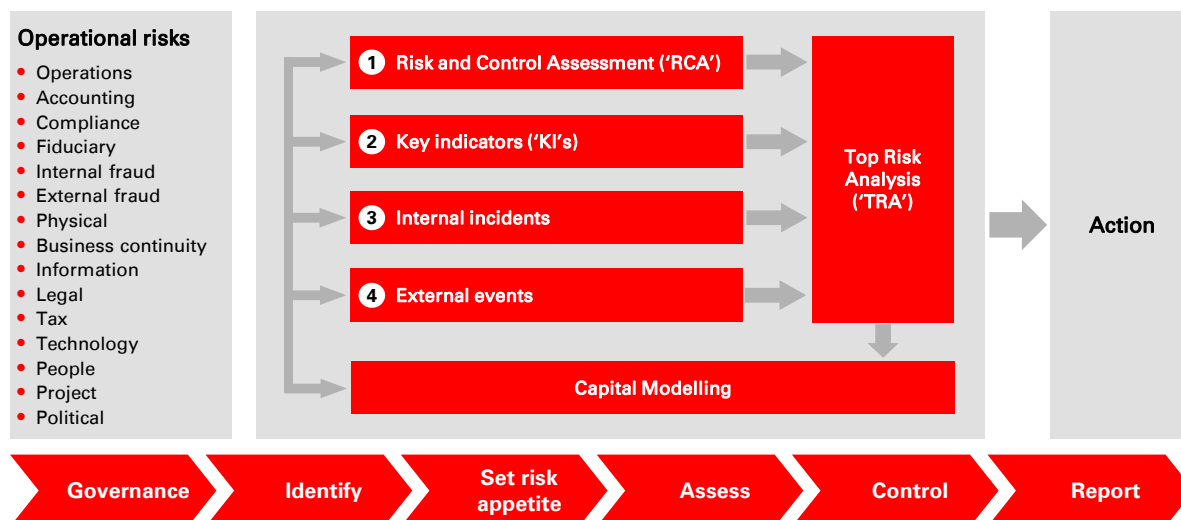 Operational risks
• Operations
• Accounting
• Compliance
• Fiduciary
• Internal fraud
• External fraud
• Physical
• Business continuity
• Information
• Legal
• Tax
• Technology
• People
• Project
• Political
1 Risk and Control Assessment (‘RCA’)
2 Key indicators (‘KI’s)
3 Internal incidents
4 External events
Top Risk
Analysis
(‘TRA’)
Capital Modelling
Action
Governance
Identify
Set risk
appetite
Assess
Control
Report